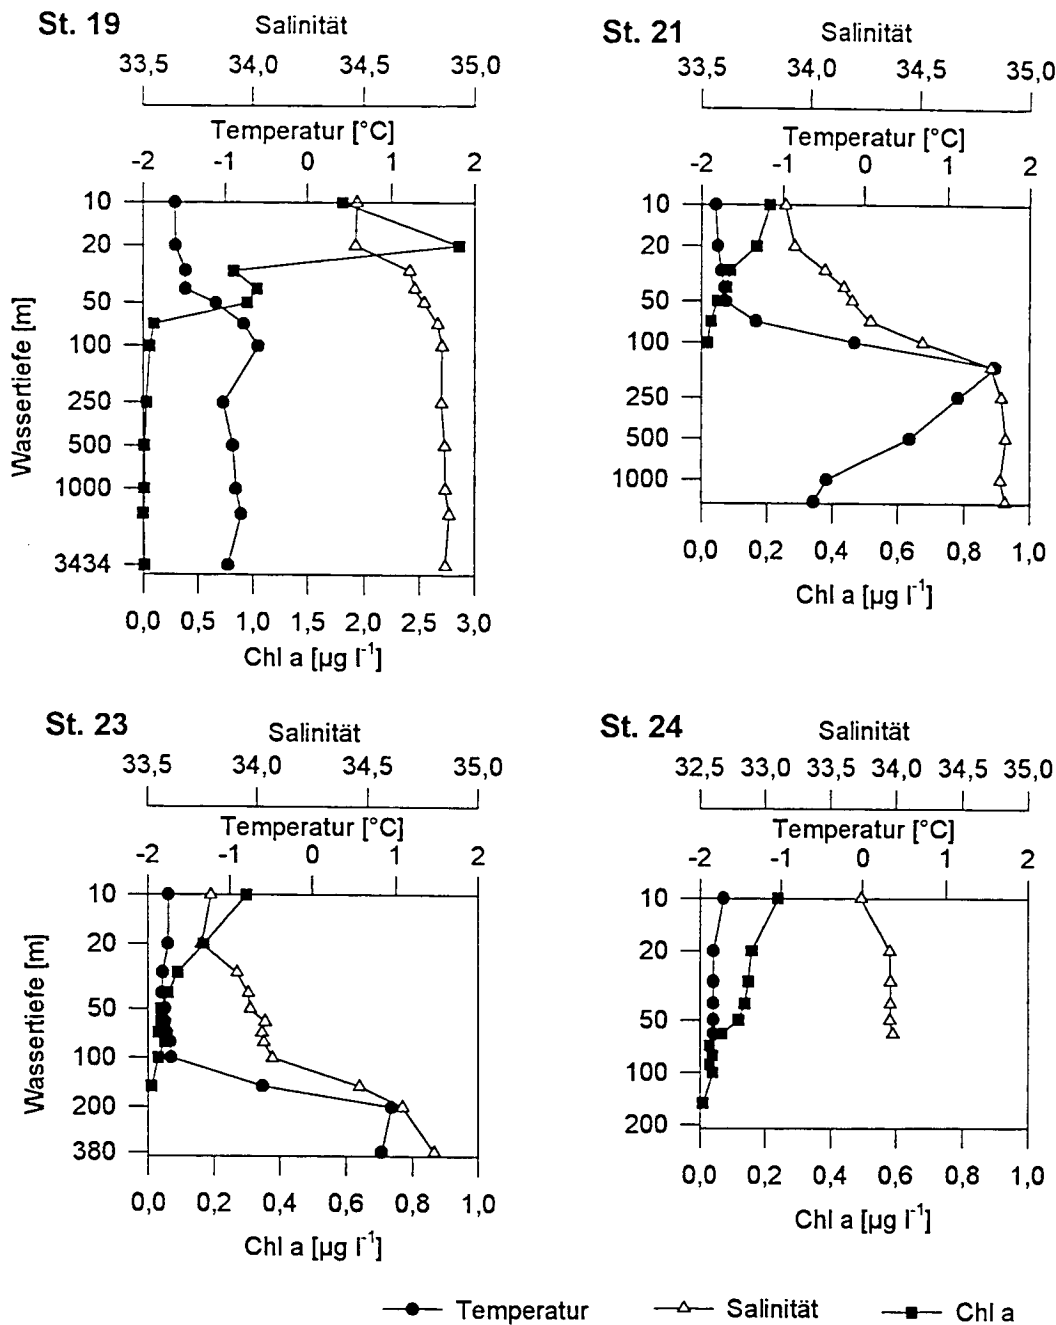 St. 19
Salinität
33,5 34,0 34,5 35,0
Temperatur [°C]
-2 -1 0 1 2
Wassertiefe [m]
10
20
50
100
250
500
1000
3434
0,0 0,5 1,0 1,5 2,0 2,5 3,0
Chl a [µg l-1]
St. 21
Salinität
33,5 34,0 34,5 35,0
Temperatur [°C]
-2 -1 0 1 2
10
20
50
100
250
500
1000
0,0 0,2 0,4 0,6 0,8 1,0
Chl a [µg l-1]
St. 23
Salinität
33,5 34,0 34,5 35,0
Temperatur [°C]
-2 -1 0 1 2
Wassertiefe [m]
10
20
50
100
200
380
0,0 0,2 0,4 0,6 0,8 1,0
Chl a [µg l-1]
St. 24
Salinität
32,5 33,0 33,5 34,0 34,5 35,0
Temperatur [°C]
-2 -1 0 1 2
10
20
50
100
200
0,0 0,2 0,4 0,6 0,8 1,0
Chl a [µg l-1]
Temperatur Salinität Chl a